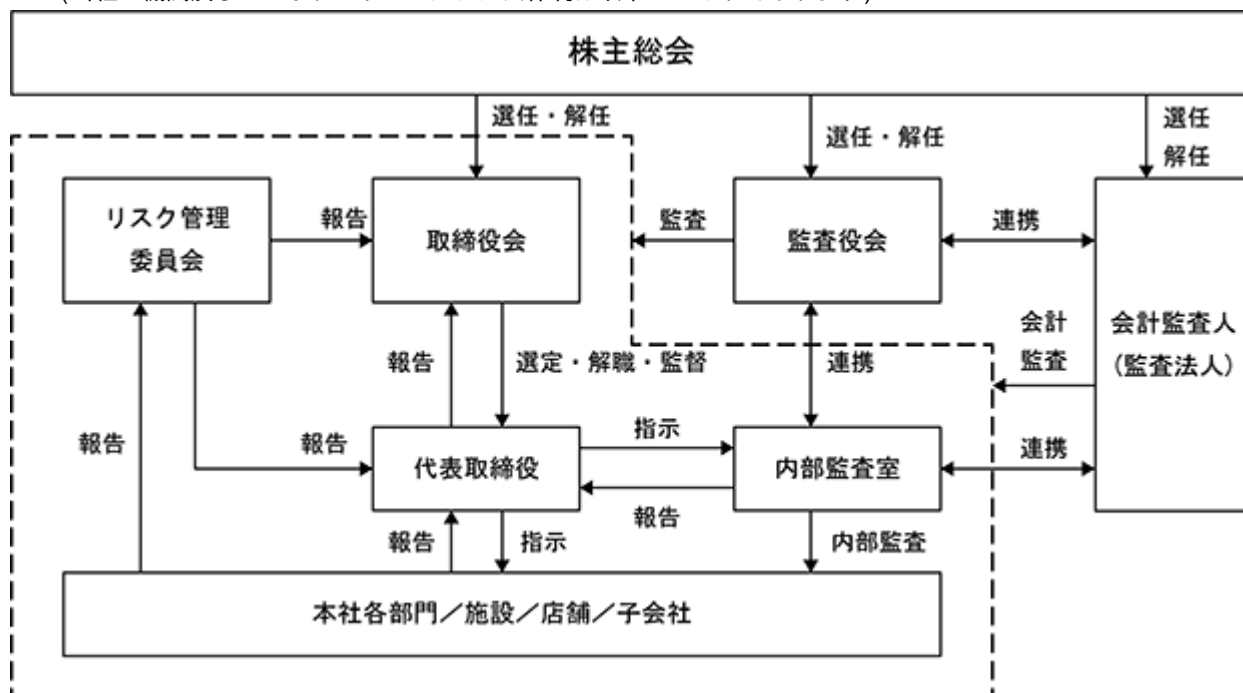 株主総会
選任・解任
選任・解任
選任
解任
リスク管理
委員会
報告
取締役会
監査
監査役会
連携
会計監査人
(監査法人)
会計
監査
報告
選定・解職・監督
連携
報告
報告
代表取締役
指示
報告
内部監査室
連携
報告
指示
内部監査
本社各部門／施設／店舗／子会社